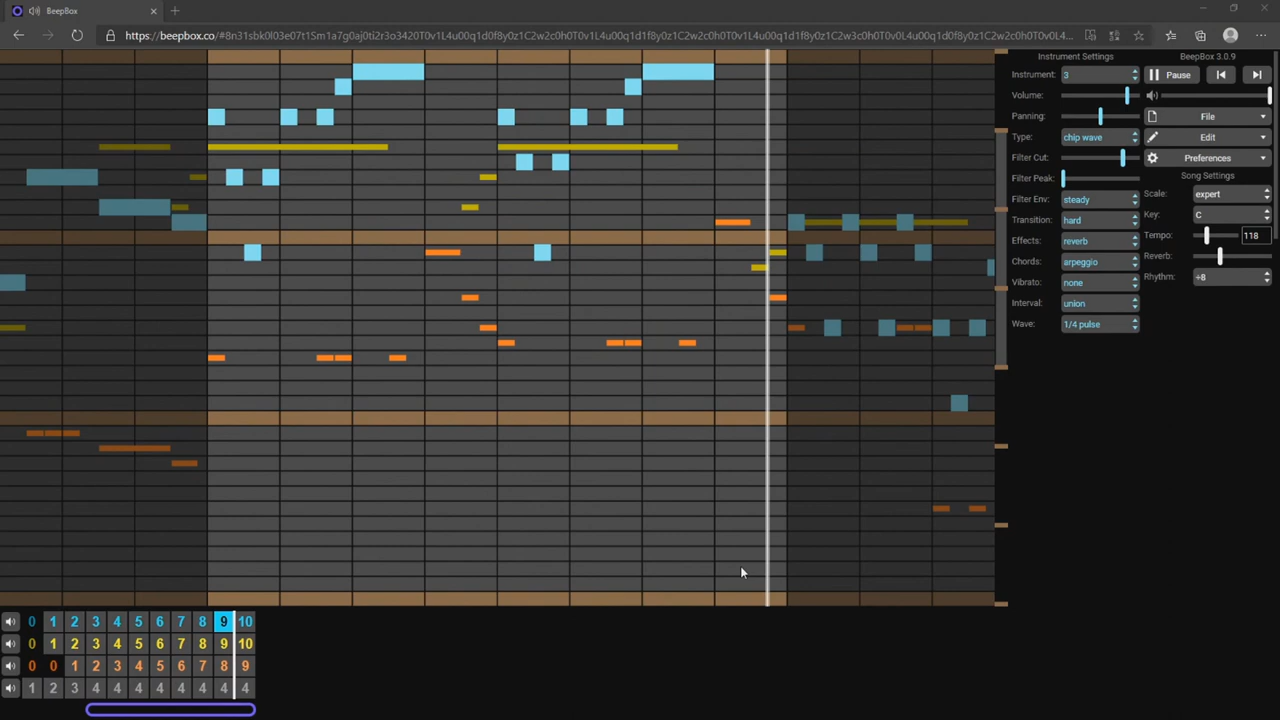 BeepBox
https://beepbox.co/#8n31sbk0l03e07t1Sm1a7g0aj0ti2r3o3420T0v1L4u00q1d0f8y0z1C2w2c0h0T0v1L4u00q1d0f8y0z1C2w2c0h0T0v1L4u00q1d0f8y0z1C2w2c0h0T0v0L4u00q1d0f8y0z1C2w2c0h0T0v0L...
Instrument Settings
BeepBox 3.0.9
Instrument: 3
Pause
Volume:
Panning:
File
Type: chip wave
Edit
Filter Cut:
Preferences
Filter Peak:
Song Settings
Filter Env: steady
Scale: expert
Transition: hard
Key: C
Effects: reverb
Tempo: 118
Chords: arpeggio
Reverb:
Vibrato: none
Rhythm: ÷8
Interval: union
Wave: 1/4 pulse
0 1 2 3 4 5 6 7 8 9 10
0 1 2 3 4 5 6 7 8 9 10
0 0 1 2 3 4 5 6 7 8 9
1 2 3 4 4 4 4 4 4 4 4